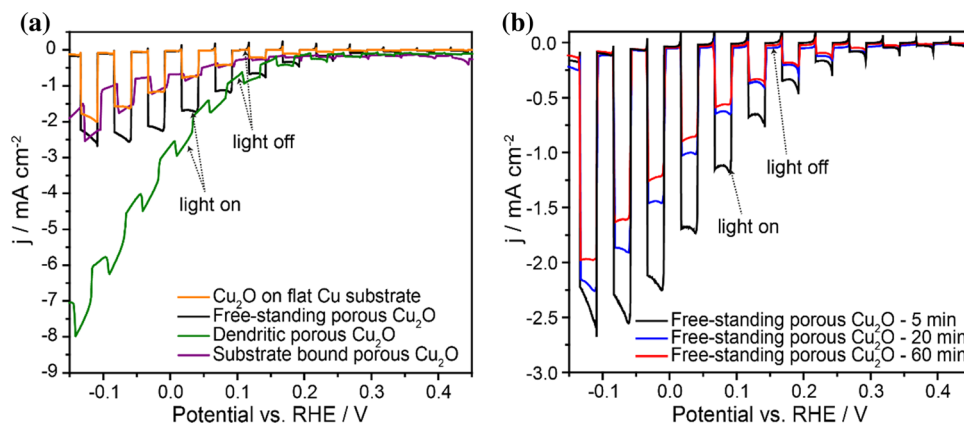 (a)
0
-1
-2
-3
-4
-5
-6
-7
-8
-9
j / mA cm⁻²
light off
light on
Cu₂O on flat Cu substrate
Free-standing porous Cu₂O
Dendritic porous Cu₂O
Substrate bound porous Cu₂O
-0.1 0.0 0.1 0.2 0.3 0.4
Potential vs. RHE / V
(b)
0.0
-0.5
-1.0
-1.5
-2.0
-2.5
-3.0
j / mA cm⁻²
light off
light on
Free-standing porous Cu₂O - 5 min
Free-standing porous Cu₂O - 20 min
Free-standing porous Cu₂O - 60 min
-0.1 0.0 0.1 0.2 0.3 0.4
Potential vs. RHE / V